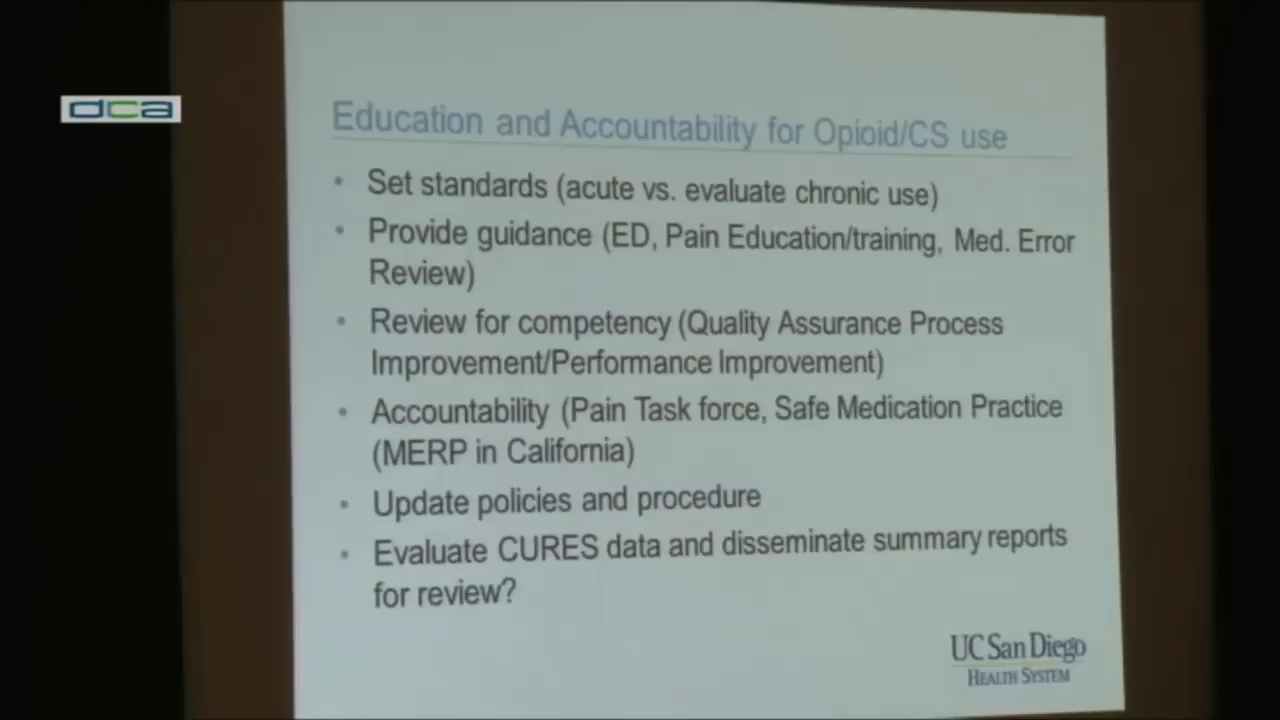 dca
Education and Accountability for Opioid/CS use
• Set standards (acute vs. evaluate chronic use)
• Provide guidance (ED, Pain Education/training, Med. Error
Review)
• Review for competency (Quality Assurance Process
Improvement/Performance Improvement)
• Accountability (Pain Task force, Safe Medication Practice
(MERP in California)
• Update policies and procedure
• Evaluate CURES data and disseminate summary reports
for review?
UC San Diego
HEALTH SYSTEM